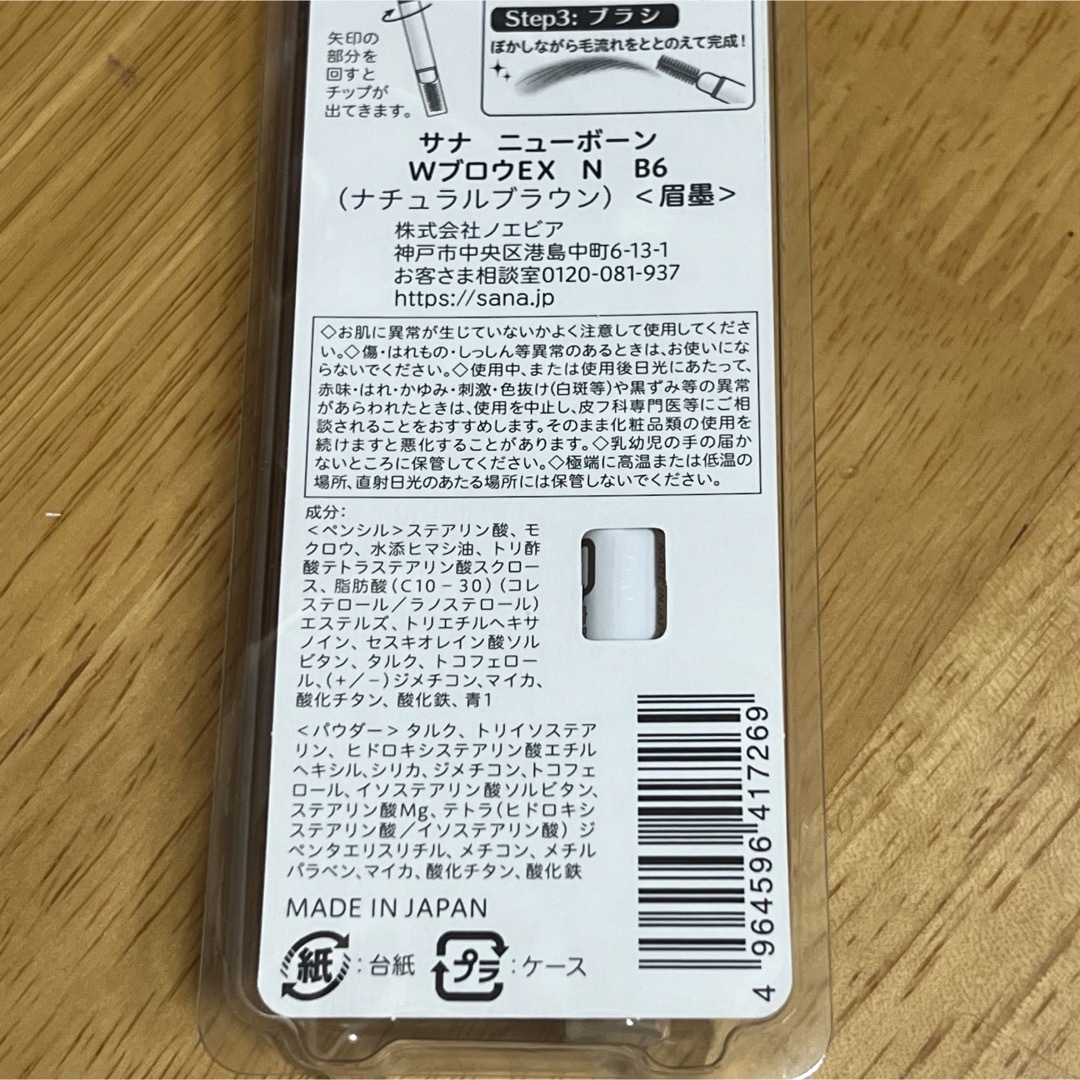 矢印の
部分を
回すと
チップが
出てきます。
Step3: ブラシ
ぼかしながら毛流れをととのえて完成!
サナ ニューボーン
WブロウEX N B6
(ナチュラルブラウン) <眉墨>
株式会社ノエビア
神戸市中央区港島中町6-13-1
お客さま相談室0120-081-937
https://sana.jp
◇お肌に異常が生じていないかよく注意して使用してくださ
い。◇傷・はれもの・しっしん等異常のあるときは、お使いにな
らないでください。◇使用中、または使用後日光にあたって、
赤味・はれ・かゆみ・刺激・色抜け(白斑等)や黒ずみ等の異常
があらわれたときは、使用を中止し、皮フ科専門医等にご相
談されることをおすすめします。そのまま化粧品類の使用を
続けますと悪化することがあります。◇乳幼児の手の届か
ないところに保管してください。◇極端に高温または低温の
場所、直射日光のあたる場所には保管しないでください。
成分:
<ペンシル>ステアリン酸、モ
クロウ、水添ヒマシ油、トリ酢
酸テトラステアリン酸スクロー
ス、脂肪酸(C10-30)(コレ
ステロール/ラノステロール)
エステルズ、トリエチルヘキサ
ノイン、セスキオレイン酸ソル
ビタン、タルク、トコフェロー
ル、(+/-)ジメチコン、マイカ、
酸化チタン、酸化鉄、青1
<パウダー>タルク、トリイソステア
リン、ヒドロキシステアリン酸エチル
ヘキシル、シリカ、ジメチコン、トコフェ
ロール、イソステアリン酸ソルビタン、
ステアリン酸Mg、テトラ(ヒドロキシ
ステアリン酸/イソステアリン酸)ジ
ペンタエリスリチル、メチコン、メチル
パラベン、マイカ、酸化チタン、酸化鉄
MADE IN JAPAN
紙:台紙 プラ:ケース
4 964596 417269